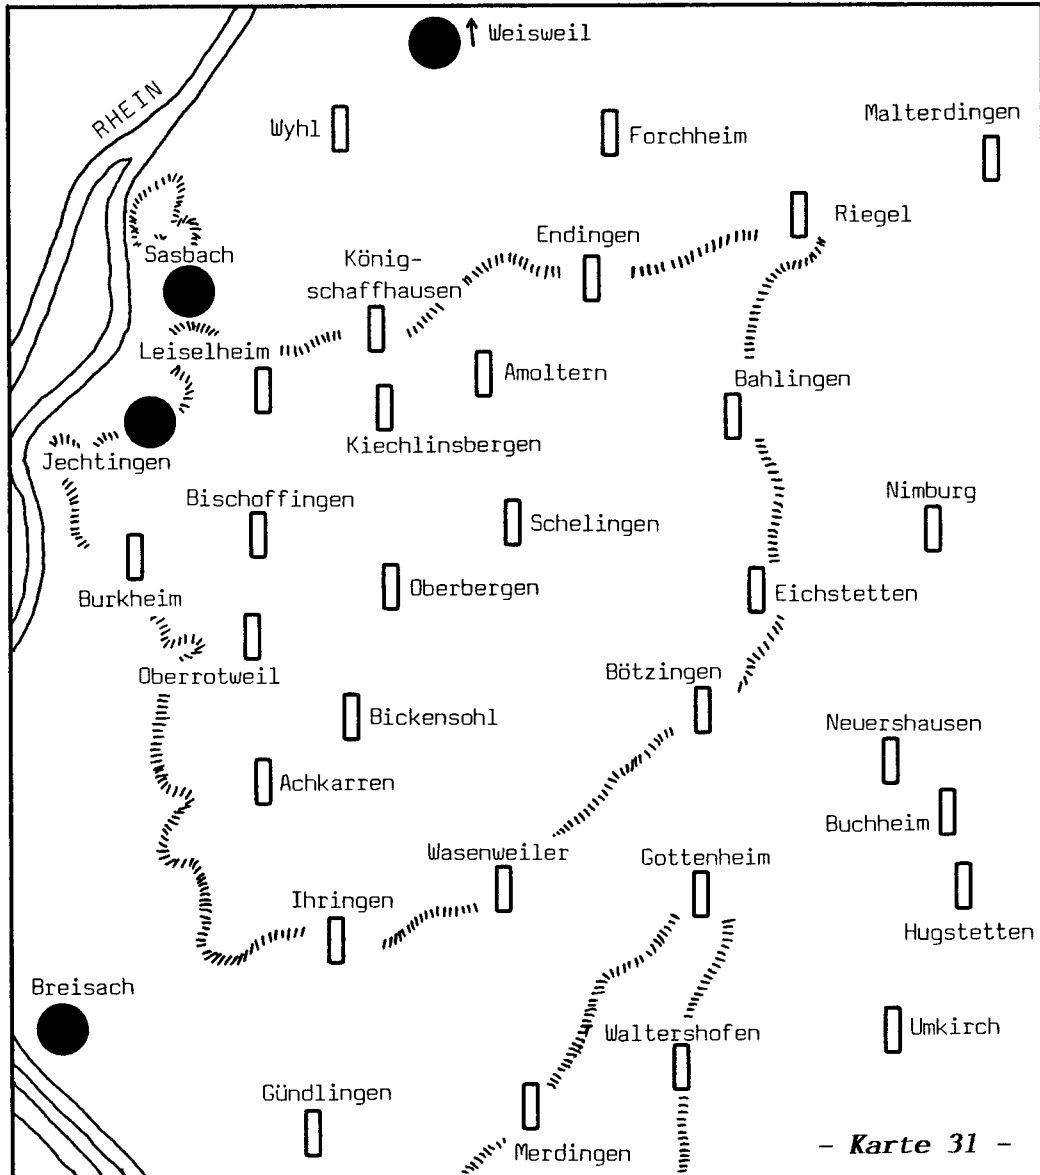 Weisweil
RHEIN
Wyhl
Forchheim
Malterdingen
Riegel
Sasbach
Endingen
König-
schaffhausen
Leiselheim
Amoltern
Bahlingen
Kiechlinsbergen
Jechtingen
Bischoffingen
Schelingen
Nimburg
Burkheim
Oberbergen
Eichstetten
Oberrotweil
Bötzingen
Bickensohl
Neuershausen
Achkarren
Buchheim
Wasenweiler
Gottenheim
Ihringen
Hugstetten
Breisach
Waltershofen
Umkirch
Gündlingen
Merdingen
- Karte 31 -